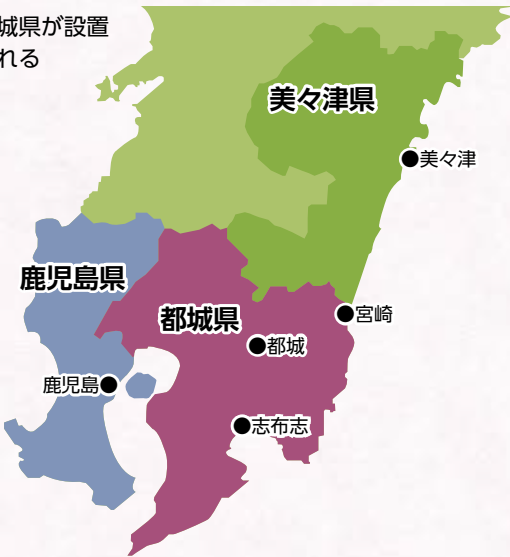 城県が設置
れる
美々津県
●美々津
鹿児島県
都城県
●宮崎
●都城
鹿児島●
●志布志